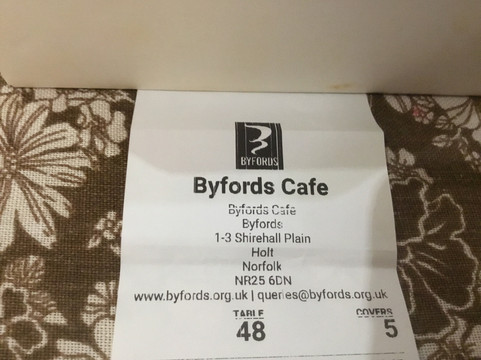 BYFORDS
Byfords Cafe
Byfords Cafe
Byfords
1-3 Shirehall Plain
Holt
Norfolk
NR25 6DN
www.byfords.org.uk | queries@byfords.org.uk
TABLE COVERS
48 5